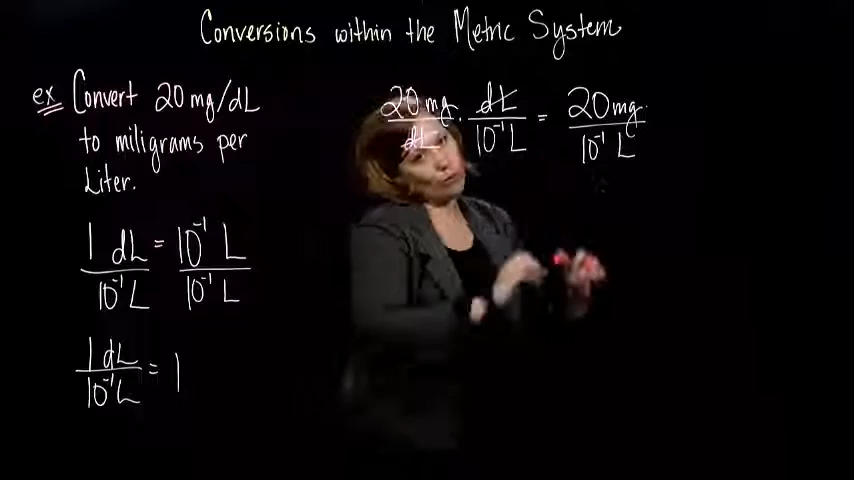 Conversions within the Metric System
ex Convert 20 mg/dL
to miligrams per
Liter.
1 dL = 10⁻¹ L
10⁻¹ L 10⁻¹ L
1 dL = 1
10⁻¹ L
20 mg · dL = 20 mg
dL 10⁻¹ L 10⁻¹ L